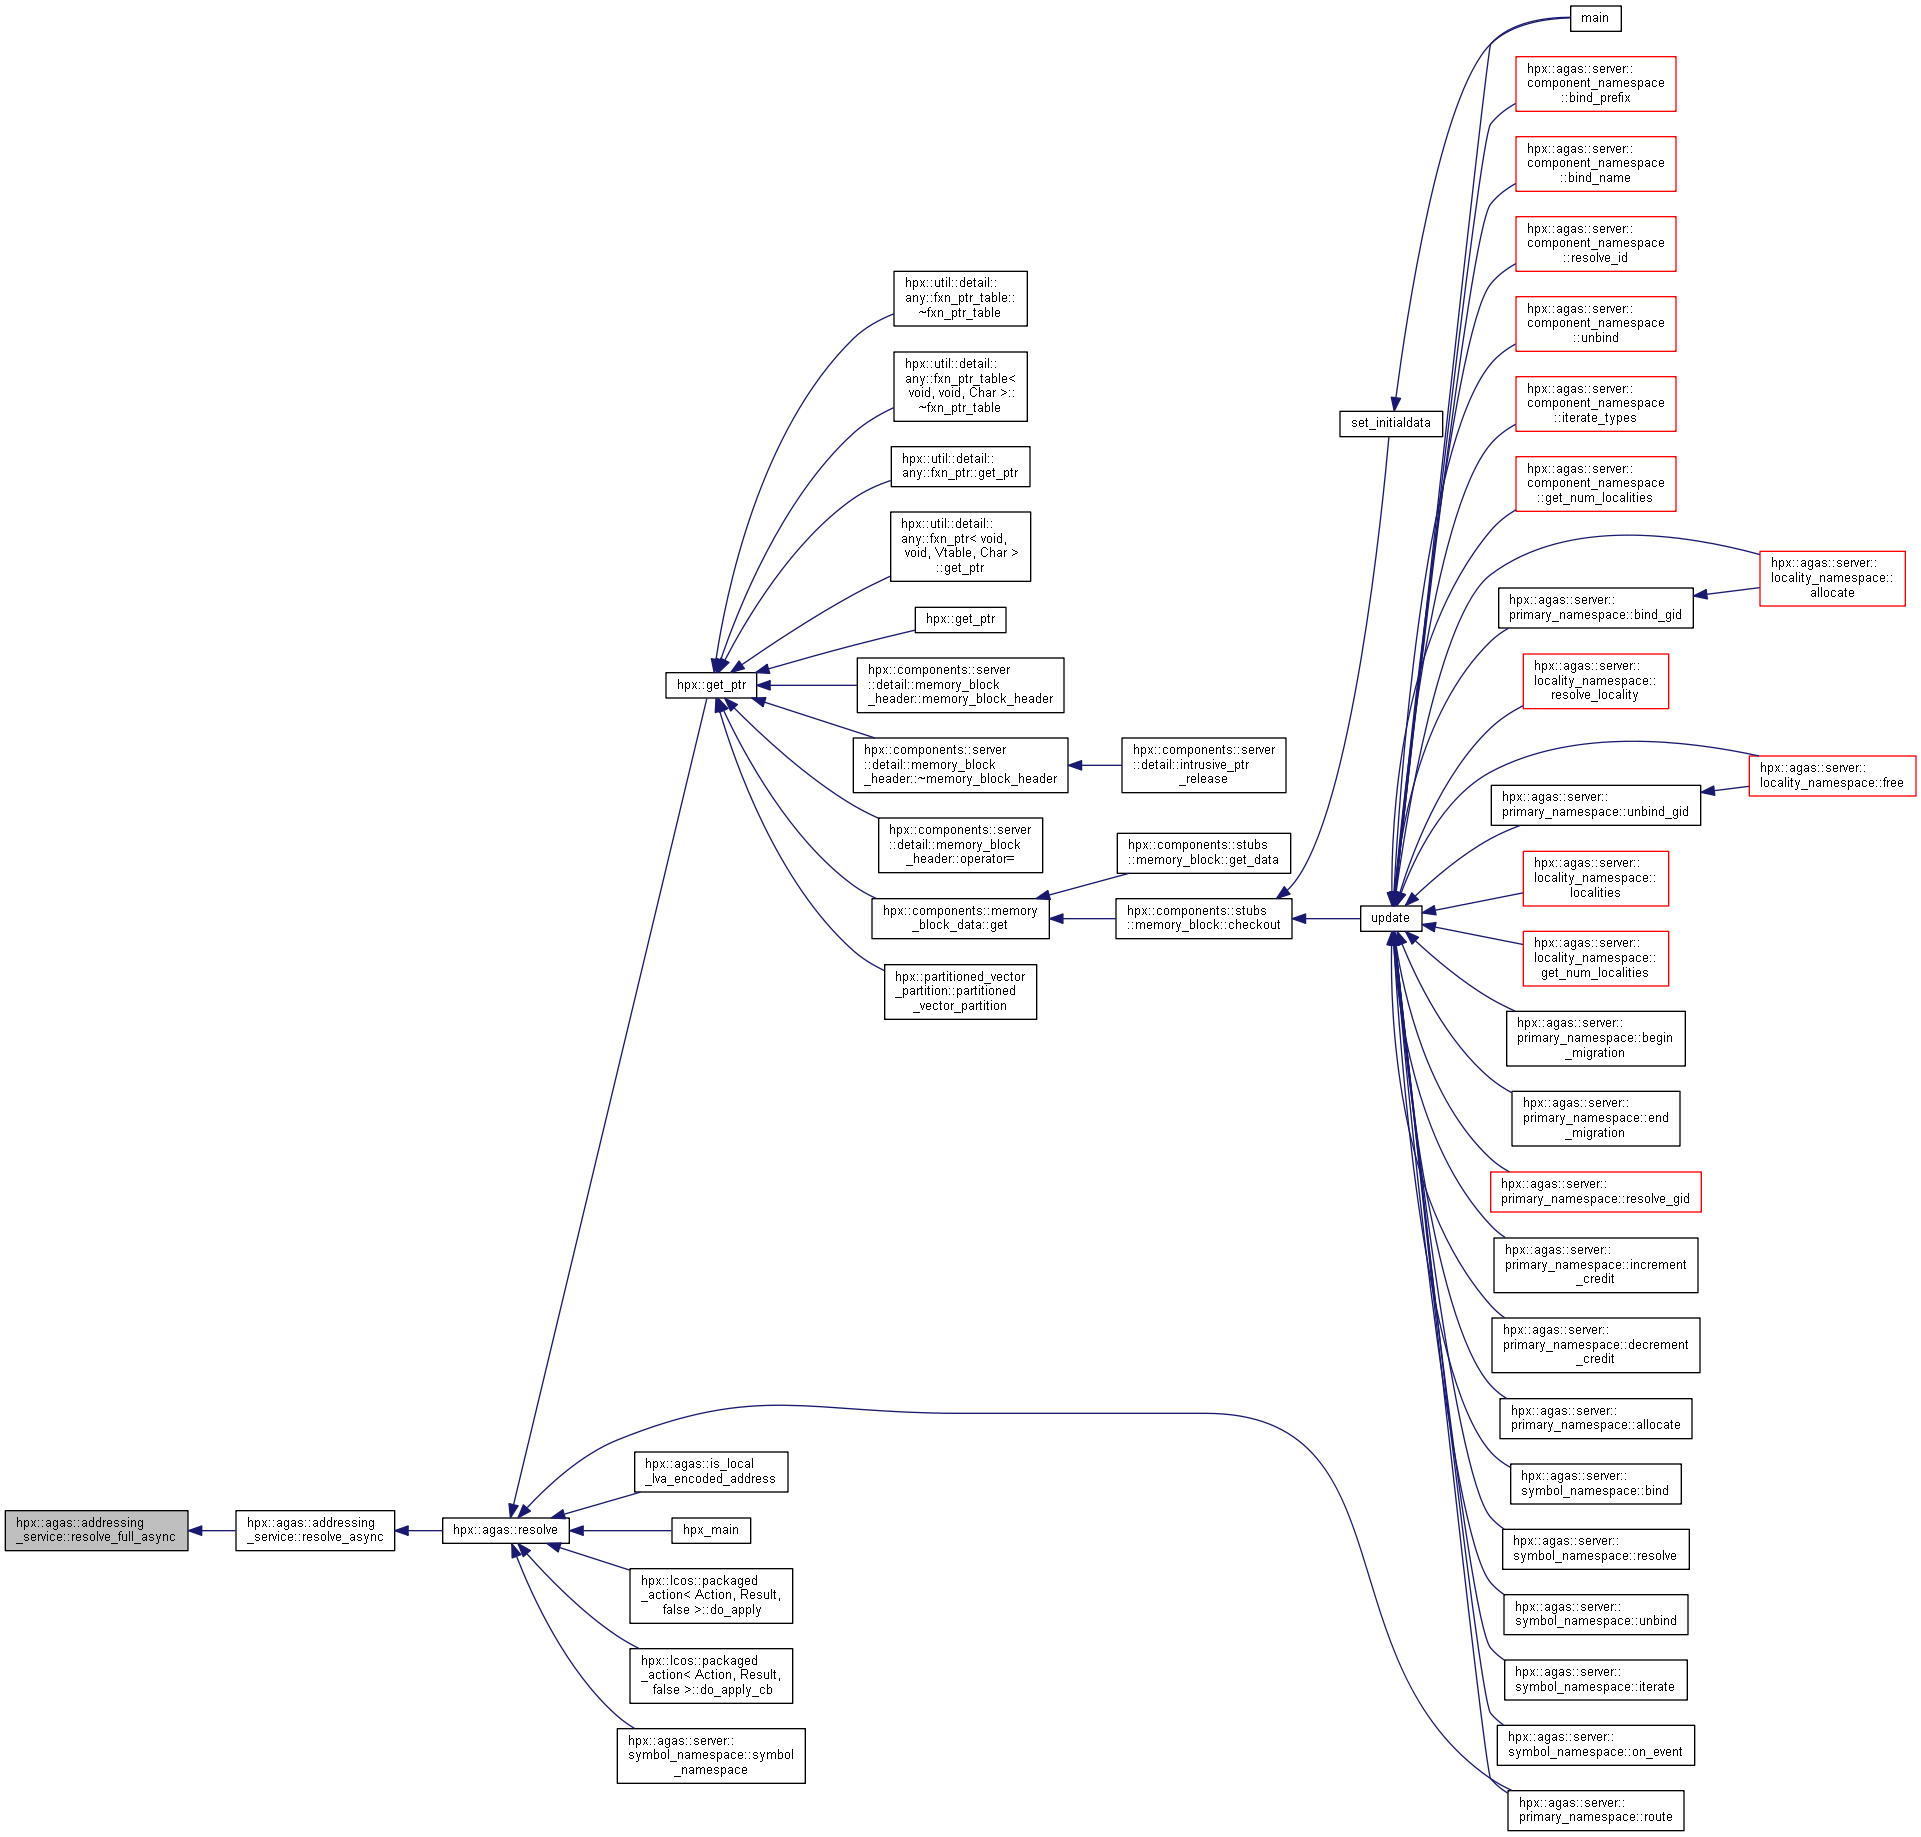 main
hpx::agas::server::
component_namespace
::bind_prefix
hpx::agas::server::
component_namespace
::bind_name
hpx::agas::server::
component_namespace
::resolve_id
hpx::util::detail::
any::fxn_ptr_table::
~fxn_ptr_table
hpx::agas::server::
component_namespace
::unbind
hpx::util::detail::
any::fxn_ptr_table<
void, void, Char >::
~fxn_ptr_table
hpx::agas::server::
component_namespace
::iterate_types
set_initialdata
hpx::util::detail::
any::fxn_ptr::get_ptr
hpx::agas::server::
component_namespace
::get_num_localities
hpx::util::detail::
any::fxn_ptr< void,
void, Vtable, Char >
::get_ptr
hpx::agas::server::
locality_namespace::
allocate
hpx::agas::server::
primary_namespace::bind_gid
hpx::get_ptr
hpx::get_ptr
hpx::components::server
::detail::memory_block
_header::memory_block_header
hpx::agas::server::
locality_namespace::
resolve_locality
hpx::components::server
::detail::memory_block
_header::~memory_block_header
hpx::components::server
::detail::intrusive_ptr
_release
hpx::agas::server::
locality_namespace::free
hpx::agas::server::
primary_namespace::unbind_gid
hpx::components::server
::detail::memory_block
_header::operator=
hpx::components::stubs
::memory_block::get_data
hpx::agas::server::
locality_namespace::
localities
hpx::components::memory
_block_data::get
hpx::components::stubs
::memory_block::checkout
update
hpx::agas::server::
locality_namespace::
get_num_localities
hpx::partitioned_vector
_partition::partitioned
_vector_partition
hpx::agas::server::
primary_namespace::begin
_migration
hpx::agas::server::
primary_namespace::end
_migration
hpx::agas::server::
primary_namespace::resolve_gid
hpx::agas::server::
primary_namespace::increment
_credit
hpx::agas::server::
primary_namespace::decrement
_credit
hpx::agas::server::
primary_namespace::allocate
hpx::agas::is_local
_lva_encoded_address
hpx::agas::server::
symbol_namespace::bind
hpx::agas::addressing
_service::resolve_full_async
hpx::agas::addressing
_service::resolve_async
hpx::agas::resolve
hpx_main
hpx::agas::server::
symbol_namespace::resolve
hpx::lcos::packaged
_action< Action, Result,
false >::do_apply
hpx::agas::server::
symbol_namespace::unbind
hpx::lcos::packaged
_action< Action, Result,
false >::do_apply_cb
hpx::agas::server::
symbol_namespace::iterate
hpx::agas::server::
symbol_namespace::symbol
_namespace
hpx::agas::server::
symbol_namespace::on_event
hpx::agas::server::
primary_namespace::route